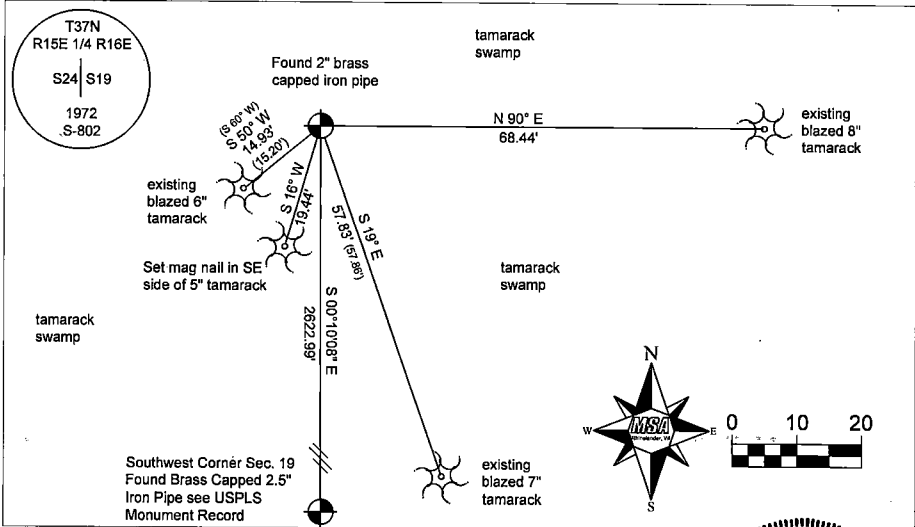 T37N
R15E 1/4 R16E
S24 S19
1972
S-802
tamarack
swamp
Found 2" brass
capped iron pipe
N 90° E
68.44'
existing
blazed 8"
tamarack
(S 60° W)
S 50° W
14.93'
(15.20')
existing
blazed 6"
tamarack
S 16° W
19.44'
Set mag nail in SE
side of 5" tamarack
S 19° E
57.83' (57.86')
S 00°10'08" E
2622.99'
tamarack
swamp
tamarack
swamp
Southwest Corner Sec. 19
Found Brass Capped 2.5"
Iron Pipe see USPLS
Monument Record
existing
blazed 7"
tamarack
N
W
E
S
MSA
Rhinelander, WI
0 10 20